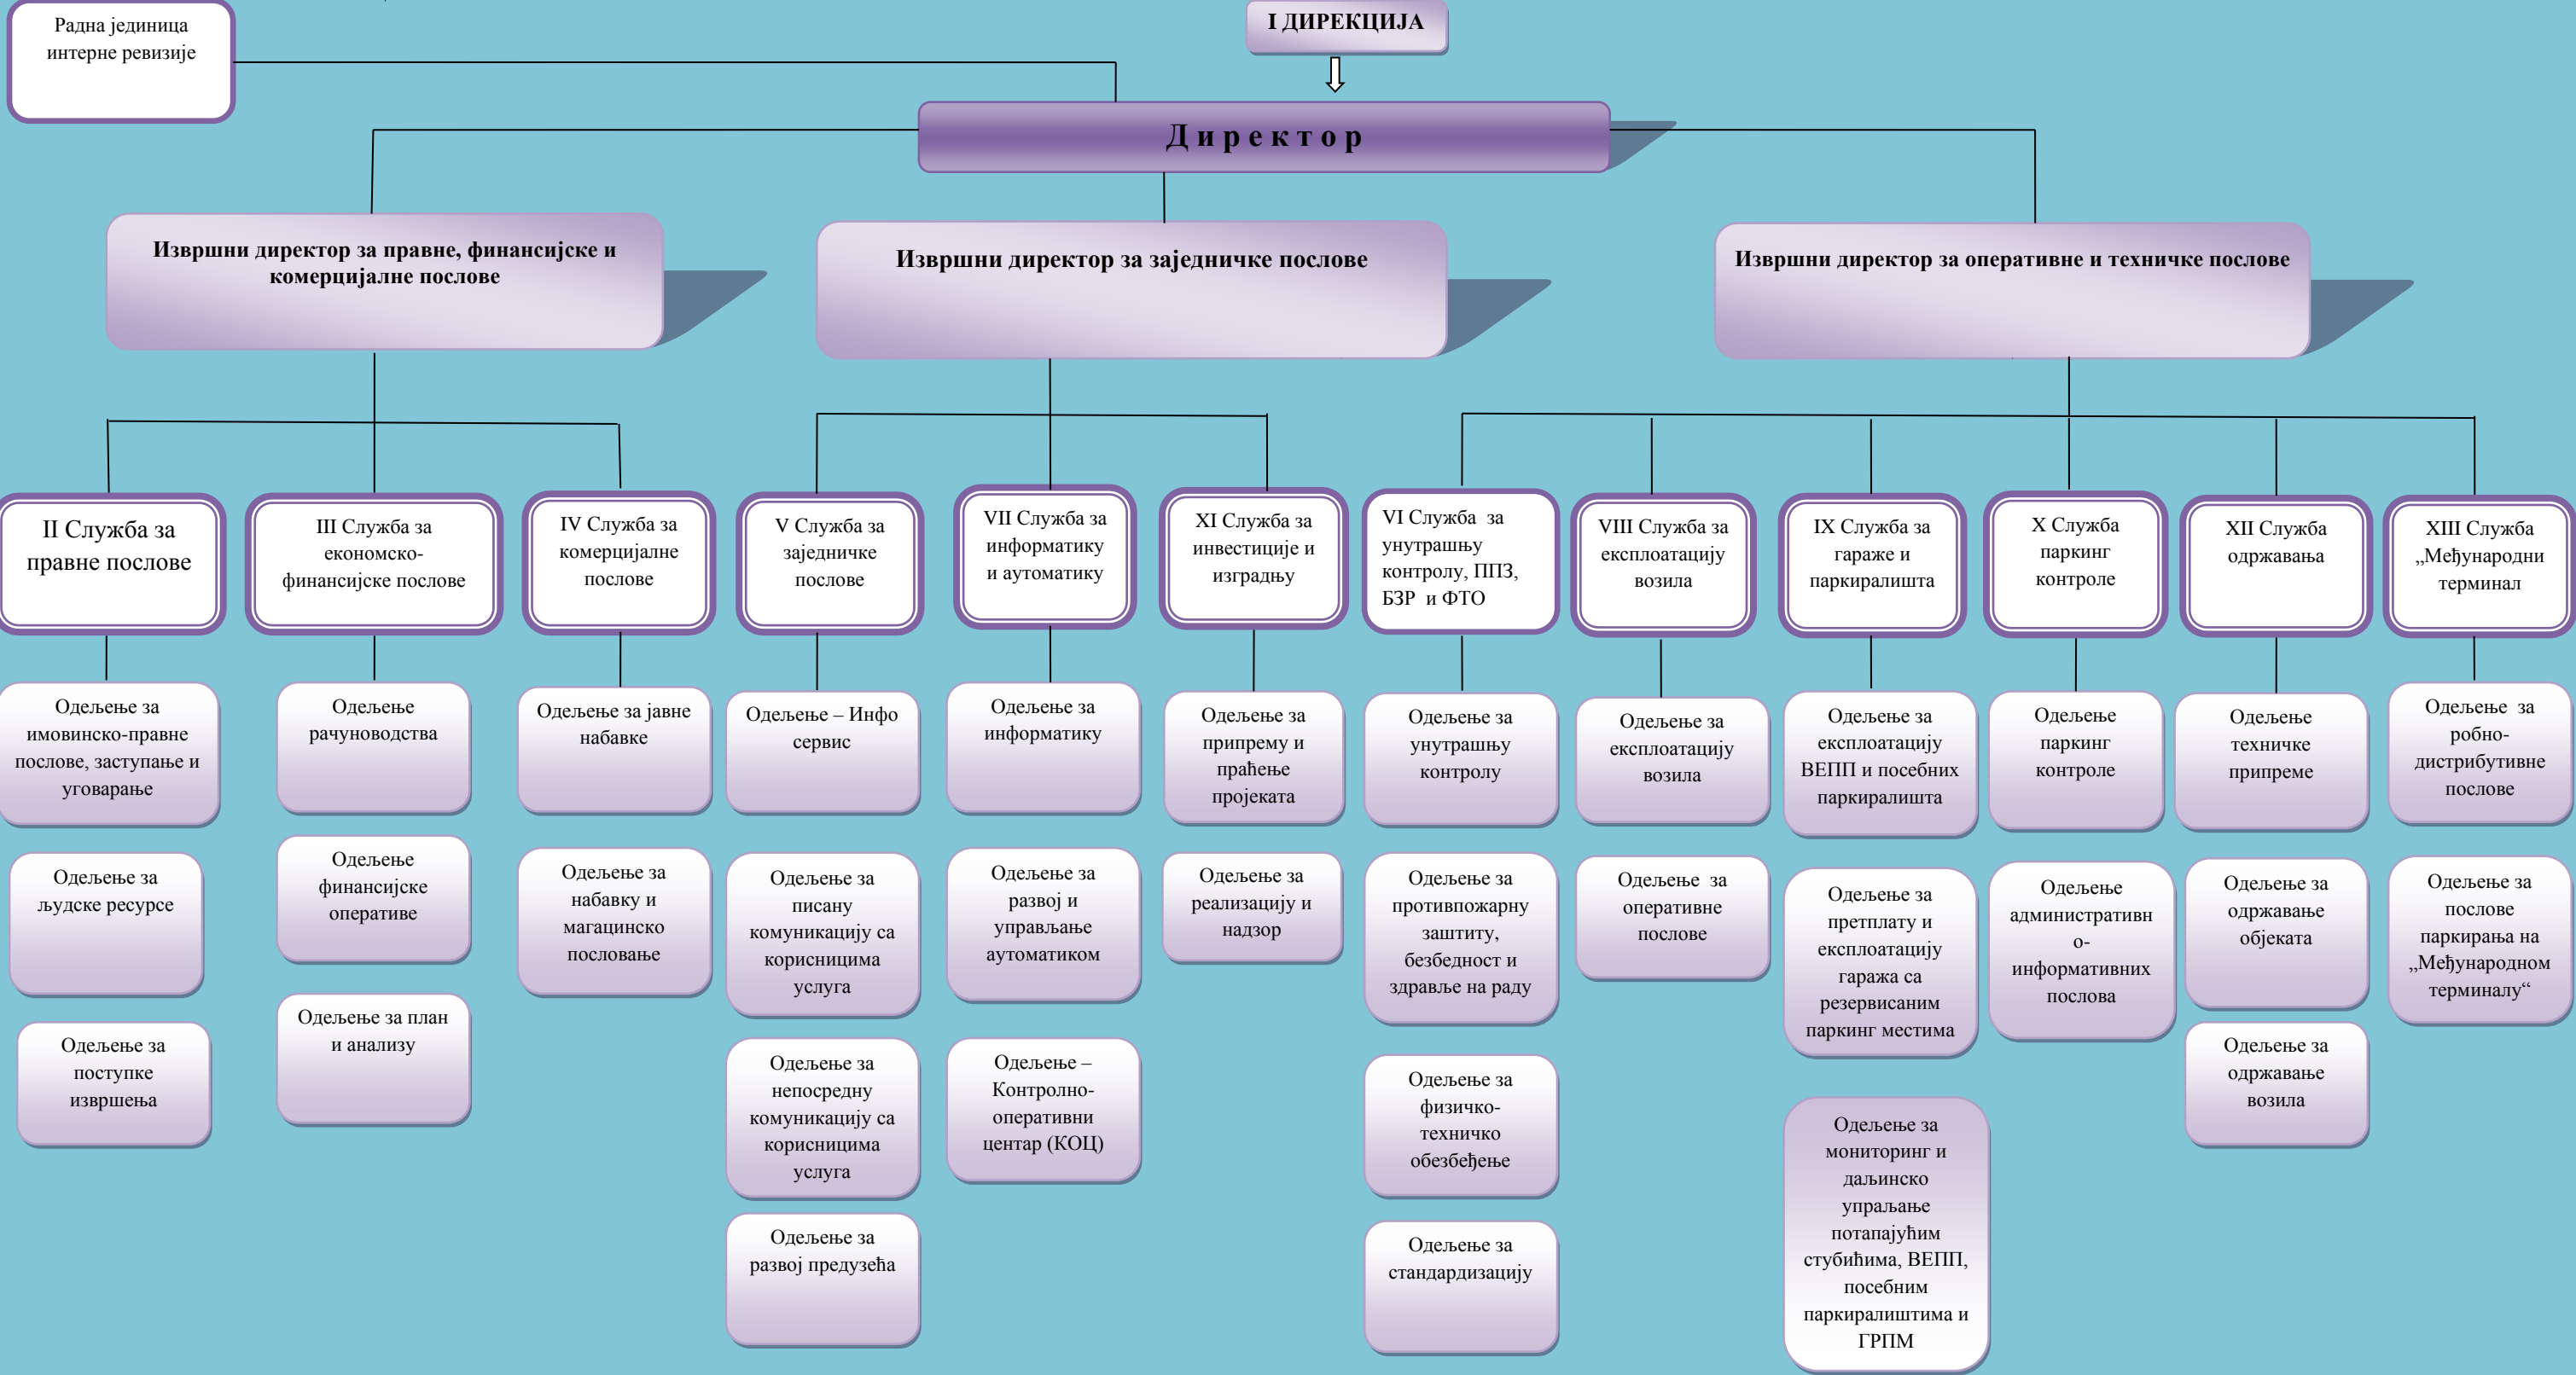 Радна јединица
интерне ревизије
I ДИРЕКЦИЈА
Д и р е к т о р
Извршни директор за правне, финансијске и
комерцијалне послове
Извршни директор за заједничке послове
Извршни директор за оперативне и техничке послове
II Служба за
правне послове
III Служба за
економско-
финансијске послове
IV Служба за
комерцијалне
послове
V Служба за
заједничке
послове
VII Служба за
информатику
и аутоматику
XI Служба за
инвестиције и
изградњу
VI Служба за
унутрашњу
контролу, ППЗ,
БЗР и ФТО
VIII Служба за
експлоатацију
возила
IX Служба за
гараже и
паркиралишта
X Служба
паркинг
контроле
XII Служба
одржавања
XIII Служба
„Међународни
терминал
Одељење за
имовинско-правне
послове, заступање и
уговарање
Одељење
рачуноводства
Одељење за јавне
набавке
Одељење – Инфо
сервис
Одељење за
информатику
Одељење за
припрему и
праћење
пројеката
Одељење за
унутрашњу
контролу
Одељење за
експлоатацију
возила
Одељење за
експлоатацију
ВЕПП и посебних
паркиралишта
Одељење
паркинг
контроле
Одељење
техничке
припреме
Одељење за
робно-
дистрибутивне
послове
Одељење за
људске ресурсе
Одељење
финансијске
оперативе
Одељење за
набавку и
магацинско
пословање
Одељење за
писану
комуникацију са
корисницима
услуга
Одељење за
развој и
управљање
аутоматиком
Одељење за
реализацију и
надзор
Одељење за
противпожарну
заштиту,
безбедност и
здравље на раду
Одељење за
оперативне
послове
Одељење за
претплату и
експлоатацију
гаража са
резервисаним
паркинг местима
Одељење
административн
о-
информативних
послова
Одељење за
одржавање
објеката
Одељење за
послове
паркирања на
„Међународном
терминалу“
Одељење за
поступке
извршења
Одељење за план
и анализу
Одељење за
непосредну
комуникацију са
корисницима
услуга
Одељење –
Контролно-
оперативни
центар (КОЦ)
Одељење за
физичко-
техничко
обезбеђење
Одељење за
мониторинг и
даљинско
упраљање
потапајућим
стубићима, ВЕПП,
посебним
паркиралиштима и
ГРПМ
Одељење за
одржавање
возила
Одељење за
развој предузећа
Одељење за
стандардизацију